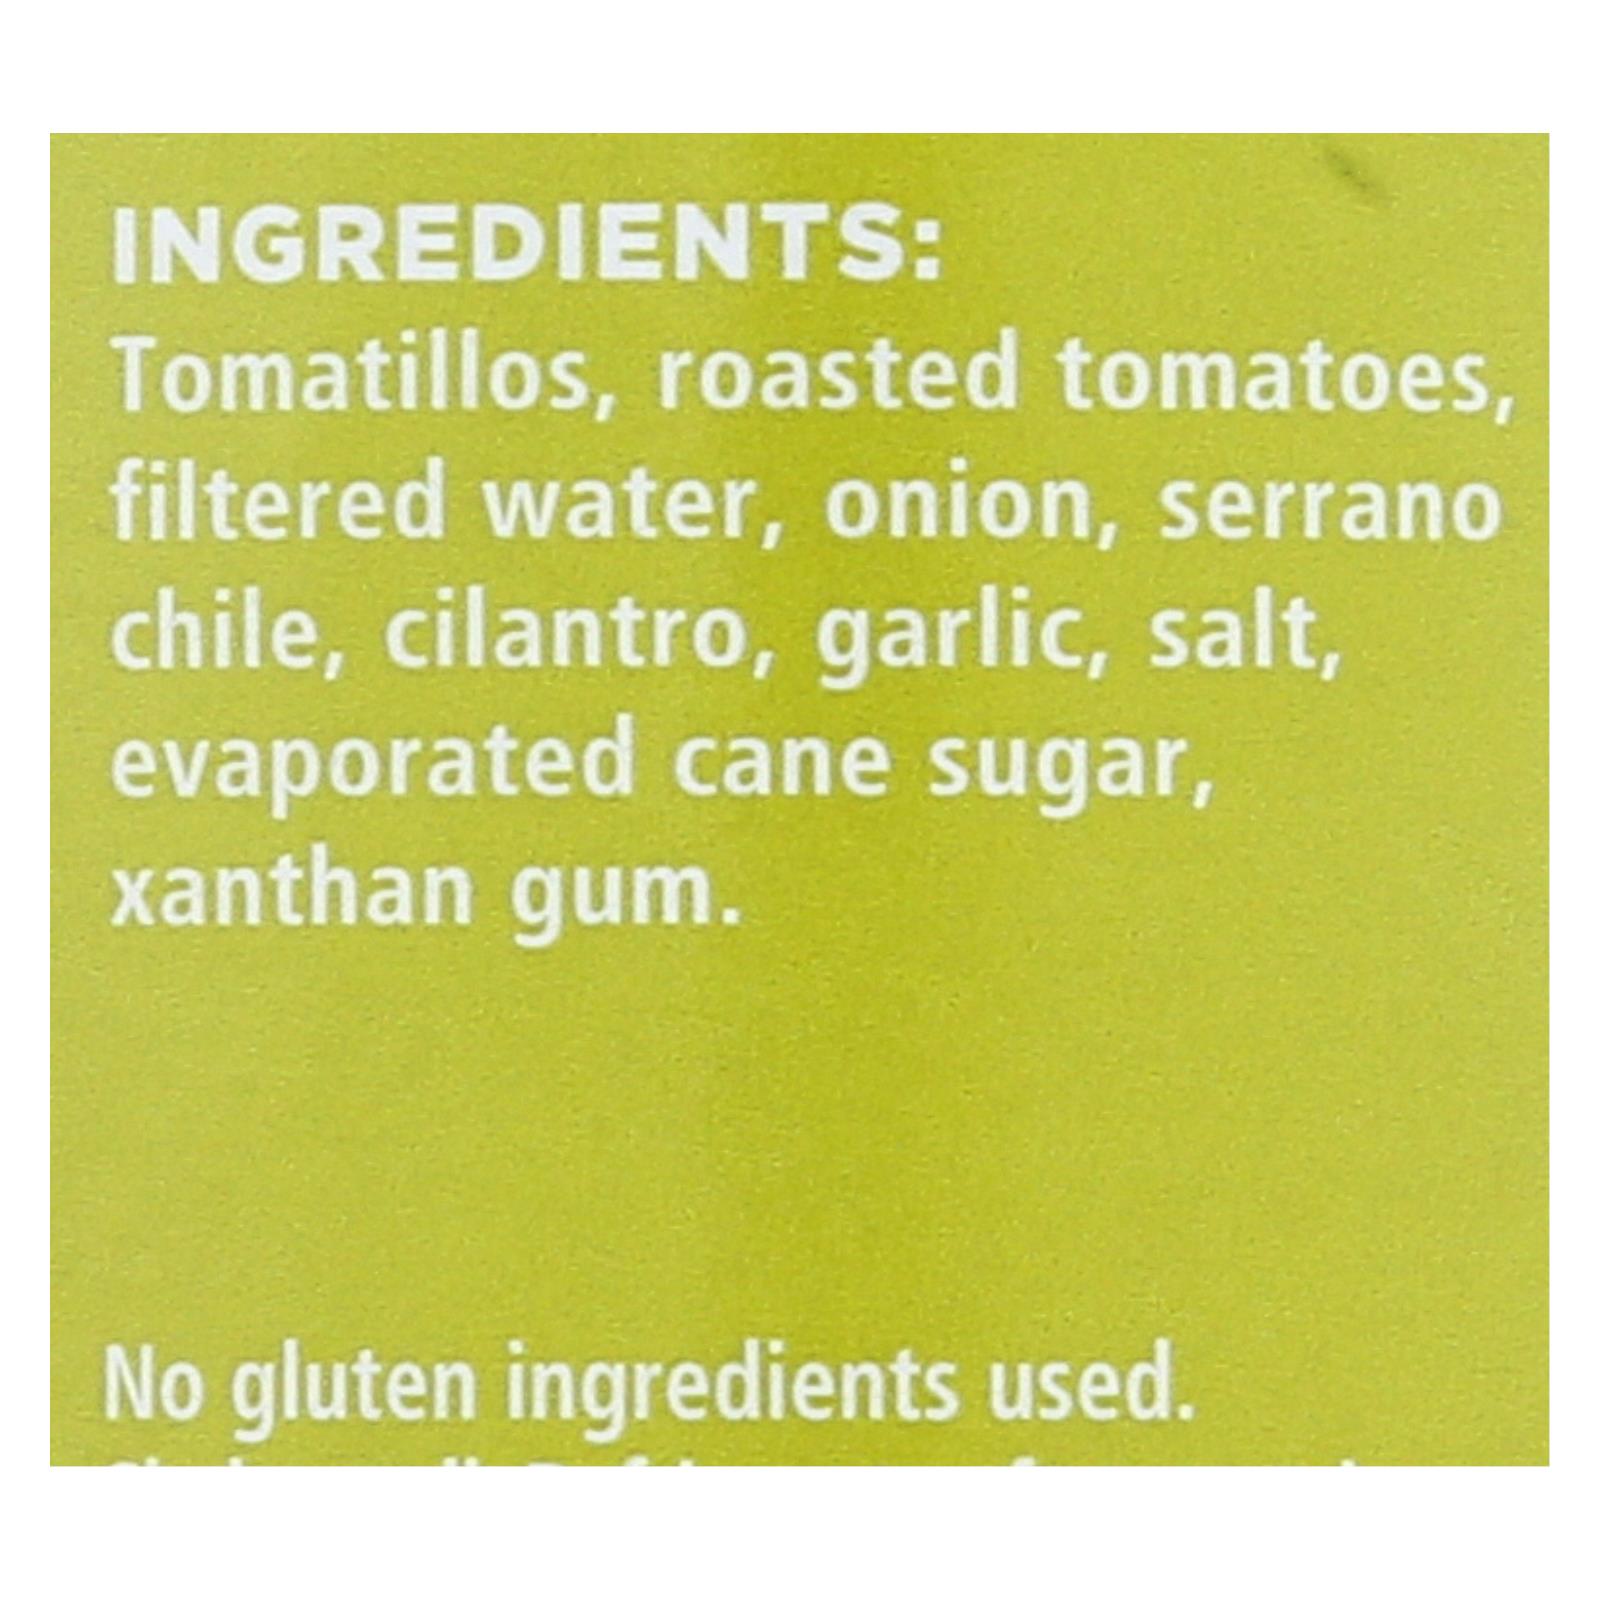 INGREDIENTS:
Tomatillos, roasted tomatoes,
filtered water, onion, serrano
chile, cilantro, garlic, salt,
evaporated cane sugar,
xanthan gum.
No gluten ingredients used.